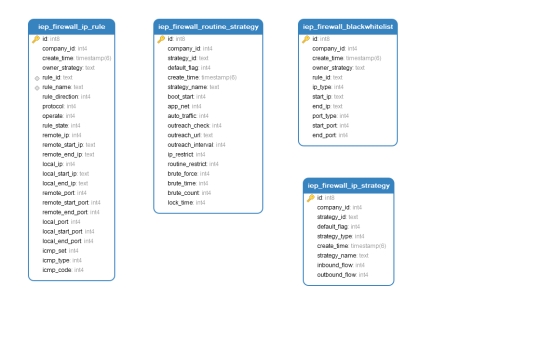 iep_firewall_ip_rule
id: int8
company_id: int4
create_time: timestamp(6)
owner_strategy: text
rule_id: text
rule_name: text
rule_direction: int4
protocol: int4
operate: int4
rule_state: int4
remote_ip: int4
remote_start_ip: text
remote_end_ip: text
local_ip: int4
local_start_ip: text
local_end_ip: text
remote_port: int4
remote_start_port: int4
remote_end_port: int4
local_port: int4
local_start_port: int4
local_end_port: int4
icmp_set: int4
icmp_type: int4
icmp_code: int4
iep_firewall_routine_strategy
id: int8
company_id: int4
strategy_id: text
default_flag: int4
create_time: timestamp(6)
strategy_name: text
boot_start: int4
app_net: int4
auto_traffic: int4
outreach_check: int4
outreach_url: text
outreach_interval: int4
ip_restrict: int4
routine_restrict: int4
brute_force: int4
brute_time: int4
brute_count: int4
lock_time: int4
iep_firewall_blackwhitelist
id: int8
company_id: int4
create_time: timestamp(6)
owner_strategy: text
rule_id: text
ip_type: int4
start_ip: text
end_ip: text
port_type: int4
start_port: int4
end_port: int4
iep_firewall_ip_strategy
id: int8
company_id: int4
strategy_id: text
default_flag: int4
strategy_type: int4
create_time: timestamp(6)
strategy_name: text
inbound_flow: int4
outbound_flow: int4